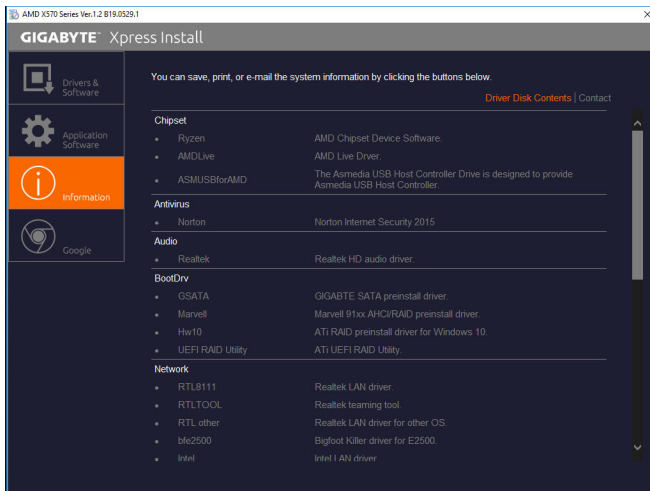 AMD X570 Series Ver.1.2 B19.0529.1
GIGABYTE™ Xpress Install
Drivers &
Software
Application
Software
Information
Google
You can save, print, or e-mail the system information by clicking the buttons below.
Driver Disk Contents | Contact
Chipset
• Ryzen AMD Chipset Device Software.
• AMDLive AMD Live Drver.
• ASMUSBforAMD The Asmedia USB Host Controller Drive is designed to provide
Asmedia USB Host Controller.
Antivirus
• Norton Norton Internet Security 2015
Audio
• Realtek Realtek HD audio driver.
BootDrv
• GSATA GIGABTE SATA preinstall driver.
• Marvell Marvell 91xx AHCI/RAID preinstall driver.
• Hw10 ATi RAID preinstall driver for Windows 10.
• UEFI RAID Utility ATi UEFI RAID Utility.
Network
• RTL8111 Realtek LAN driver.
• RTLTOOL Realtek teaming tool.
• RTL other Realtek LAN driver for other OS.
• bfe2500 Bigfoot Killer driver for E2500.
• Intel Intel LAN driver